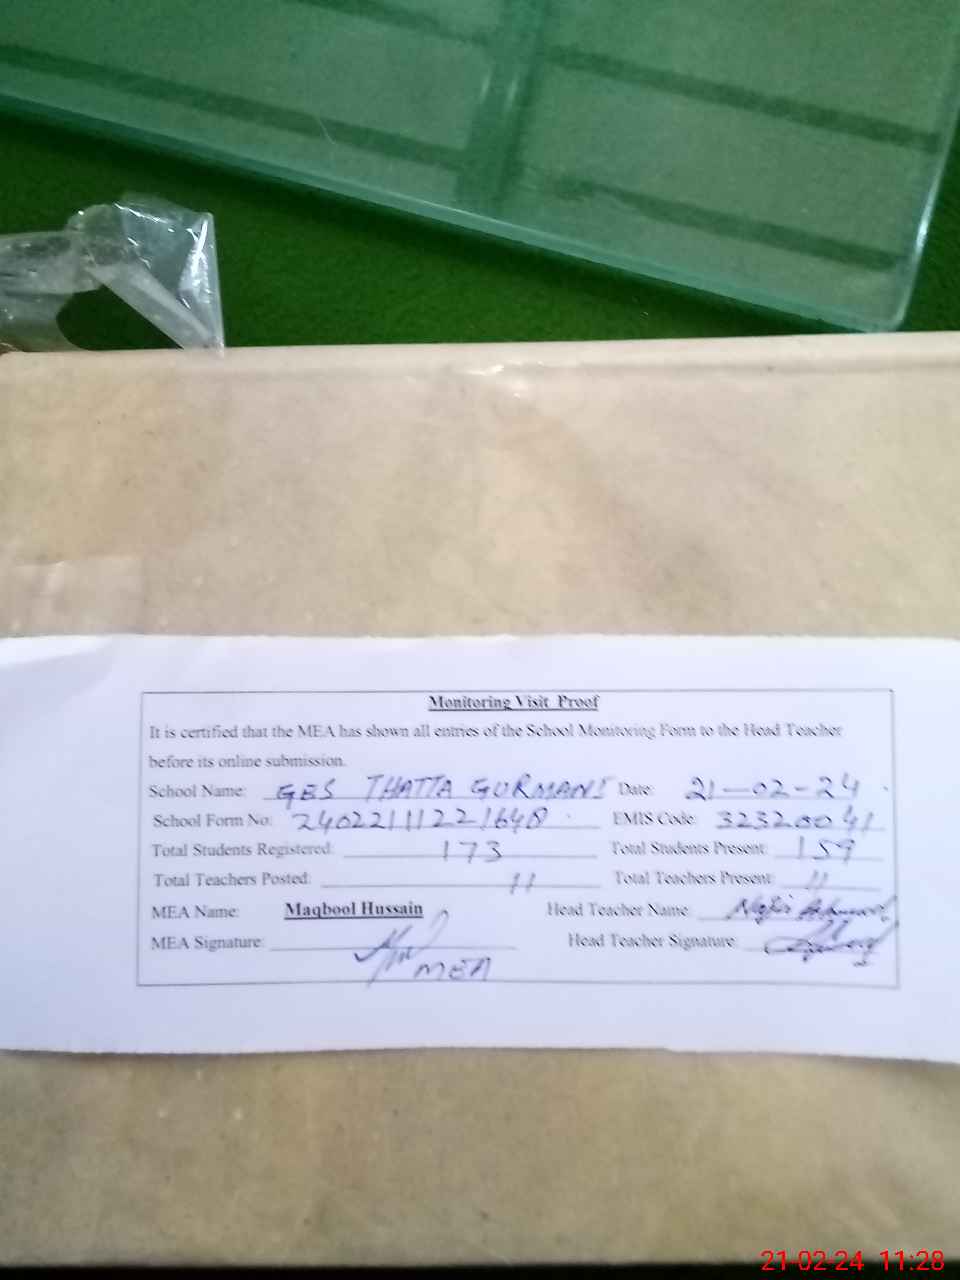 Monitoring Visit Proof
It is certified that the MEA has shown all entries of the School Monitoring Form to the Head Teacher
before its online submission.
School Name: GES THATTA GURMANI Date: 21-02-24
School Form No: 24022111221648 EMIS Code: 32320041
Total Students Registered: 173 Total Students Present: 159
Total Teachers Posted: 11 Total Teachers Present: 11
MEA Name: Maqbool Hussain Head Teacher Name:
MEA Signature: MEA Head Teacher Signature:
21-02-24 11:28